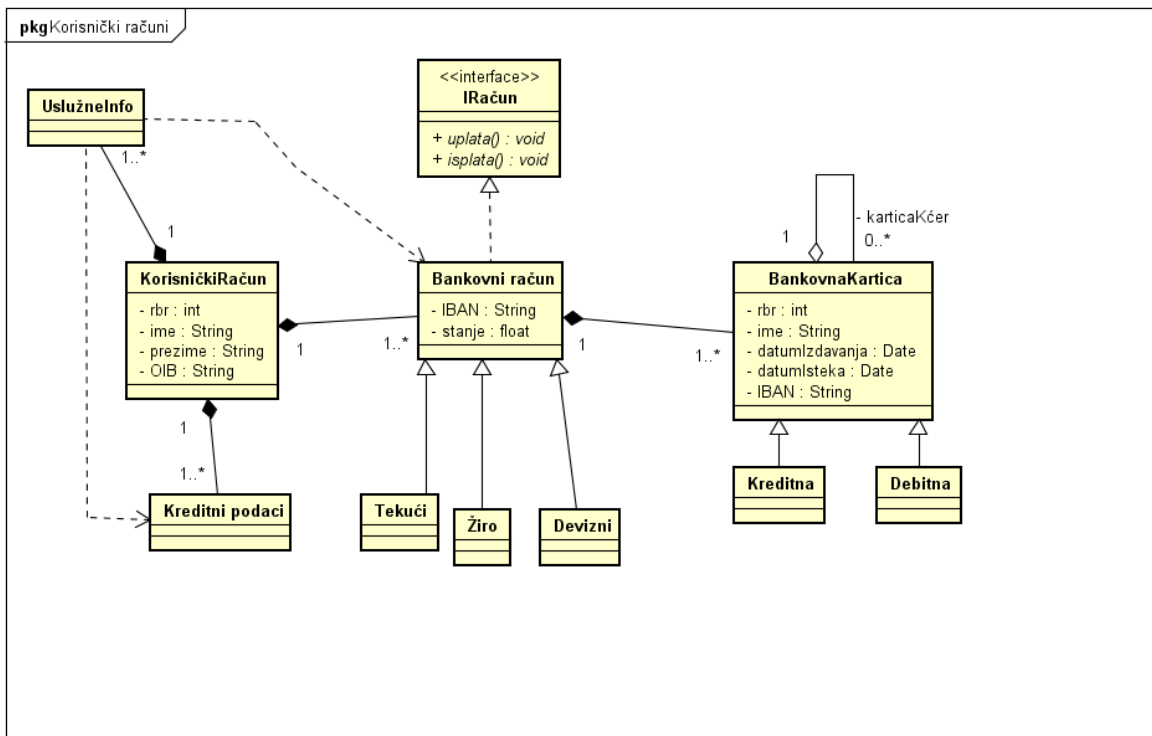 pkg Korisnički računi
<<interface>>
IRačun
+ uplata() : void
+ isplata() : void
UslužneInfo
1..*
1
- karticaKćer
1
0..*
KorisničkiRačun
- rbr : int
- ime : String
- prezime : String
- OIB : String
1
1..*
Bankovni račun
- IBAN : String
- stanje : float
1
1..*
BankovnaKartica
- rbr : int
- ime : String
- datumIzdavanja : Date
- datumIsteka : Date
- IBAN : String
1
1..*
Kreditni podaci
Tekući
Žiro
Devizni
Kreditna
Debitna